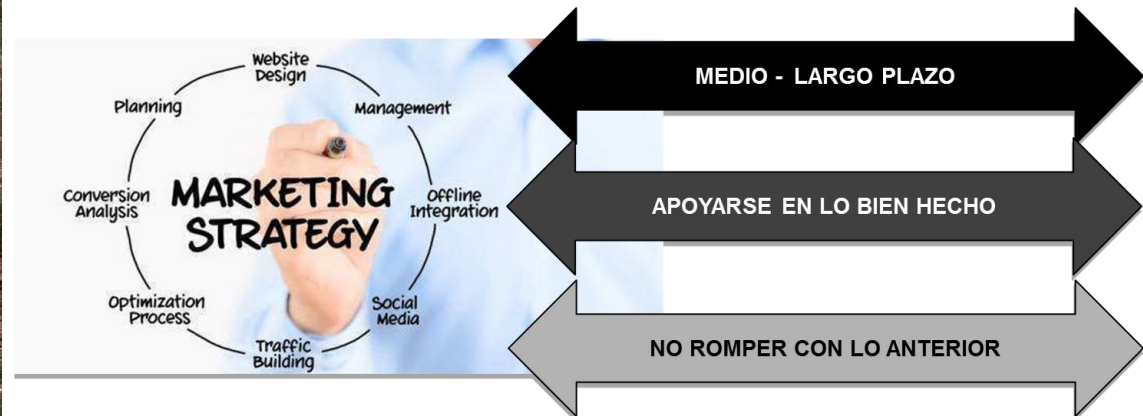 Website
Design
Management
Offline
Integration
Social
Media
Traffic
Building
Optimization
Process
Conversion
Analysis
Planning
MARKETING
STRATEGY
MEDIO - LARGO PLAZO
APOYARSE EN LO BIEN HECHO
NO ROMPER CON LO ANTERIOR